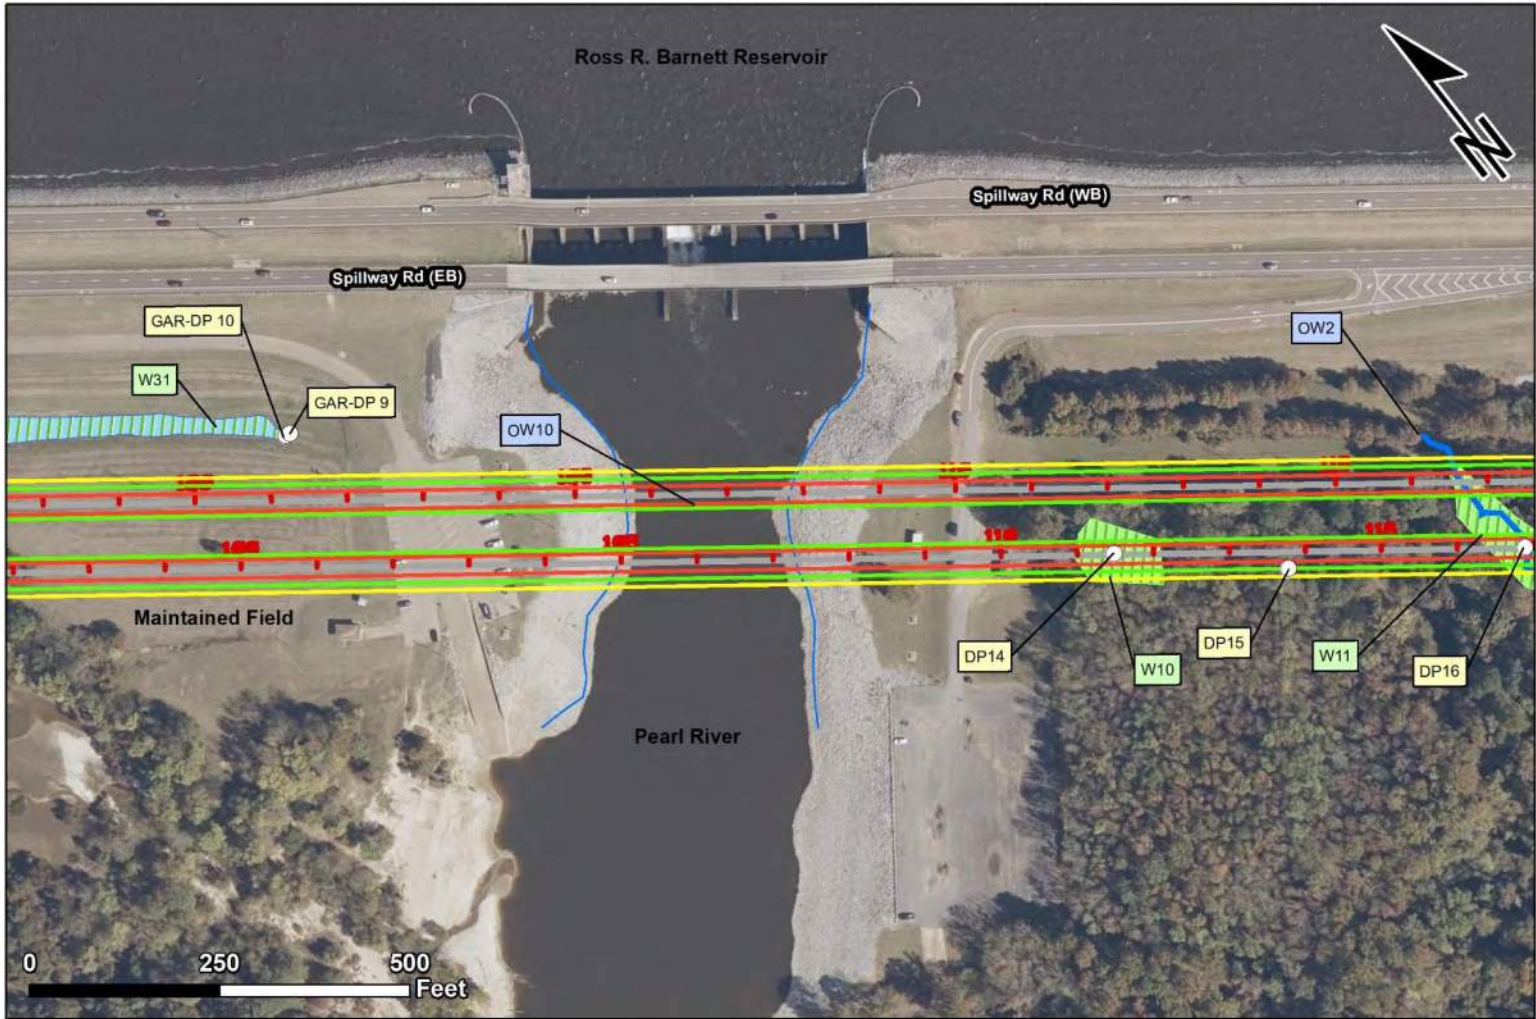 Ross R. Barnett Reservoir
N
Spillway Rd (WB)
Spillway Rd (EB)
GAR-DP 10
OW2
W31
GAR-DP 9
OW10
Maintained Field
DP14
W10
DP15
W11
DP16
Pearl River
0 250 500
Feet